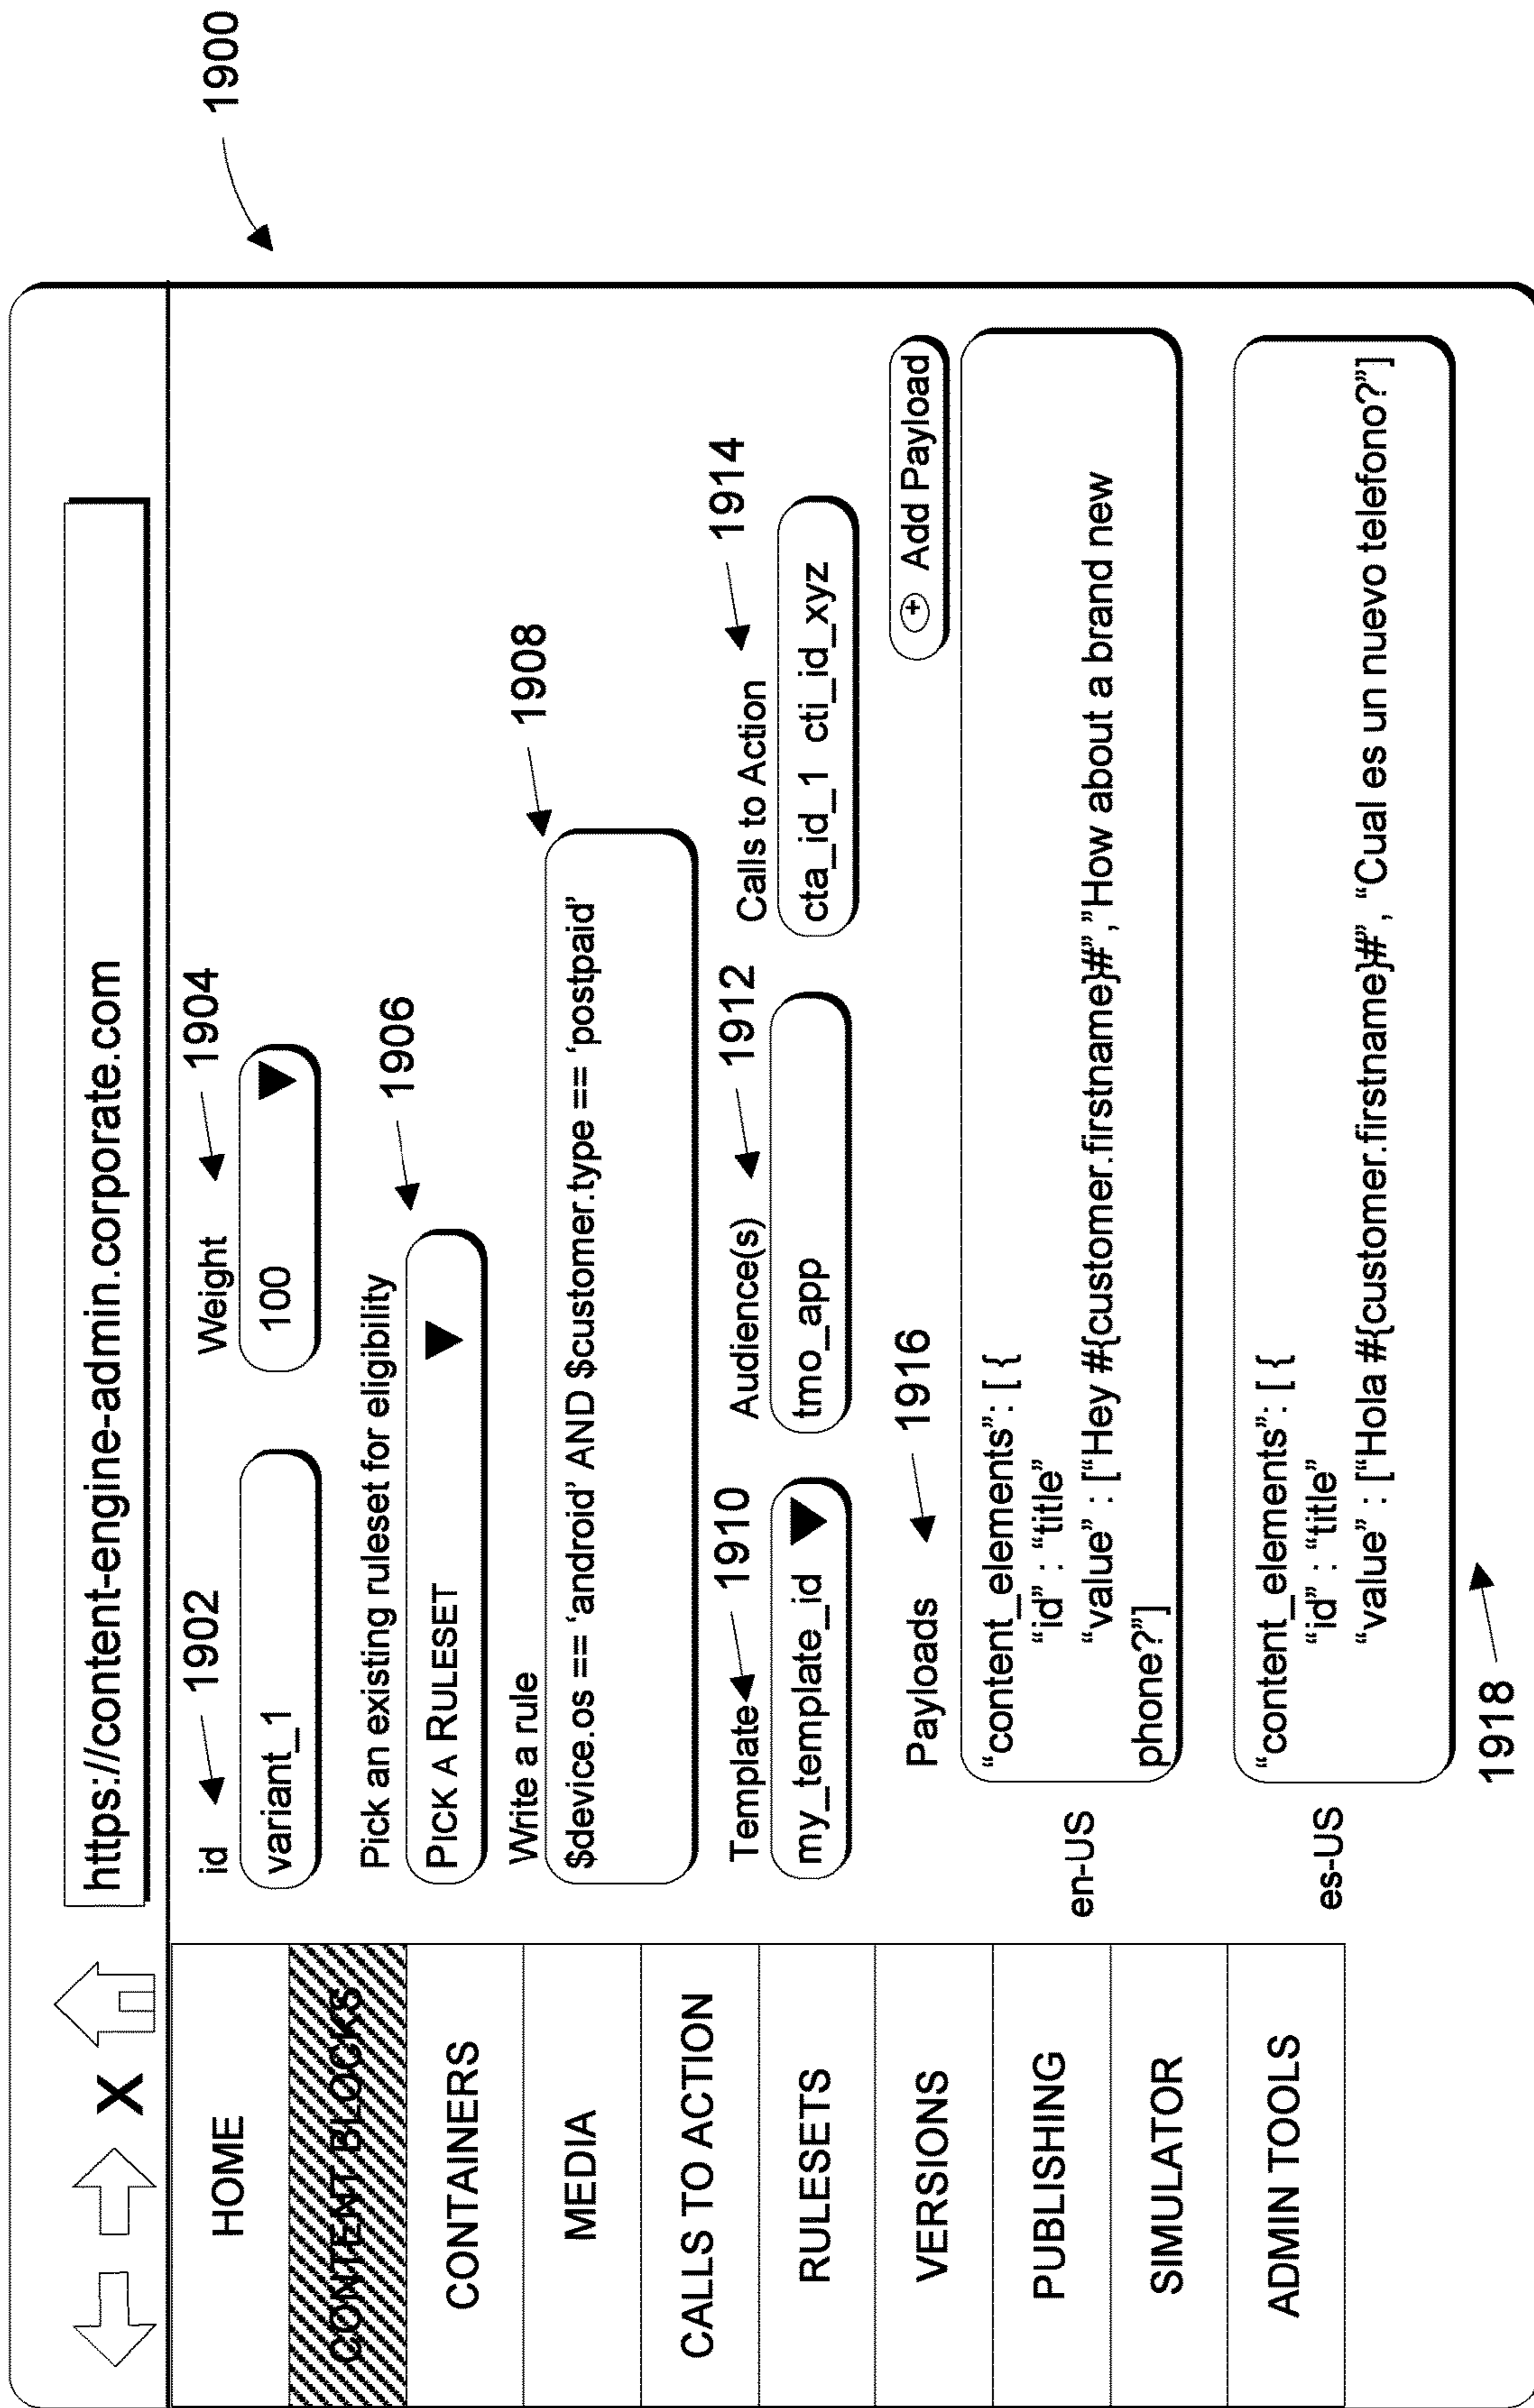 1900
https://content-engine-admin.corporate.com
HOME
CONTENT BLOCKS
CONTAINERS
MEDIA
CALLS TO ACTION
RULESETS
VERSIONS
PUBLISHING
SIMULATOR
ADMIN TOOLS
id 1902 Weight 1904
variant_1 100
Pick an existing ruleset for eligibility 1906
PICK A RULESET
Write a rule 1908
$device.os == ‘android’ AND $customer.type == ‘postpaid’
Template 1910 Audience(s) 1912 Calls to Action 1914
my_template_id tmo_app cta_id_1 cti_id_xyz
Payloads 1916 + Add Payload
en-US
“content_elements”: [ {
“id” : “title”
“value” : [“Hey #{customer.firstname}#”,”How about a brand new
phone?”]
es-US
“content_elements”: [ {
“id” : “title”
“value” : [“Hola #{customer.firstname}#”, “Cual es un nuevo telefono?”]
1918